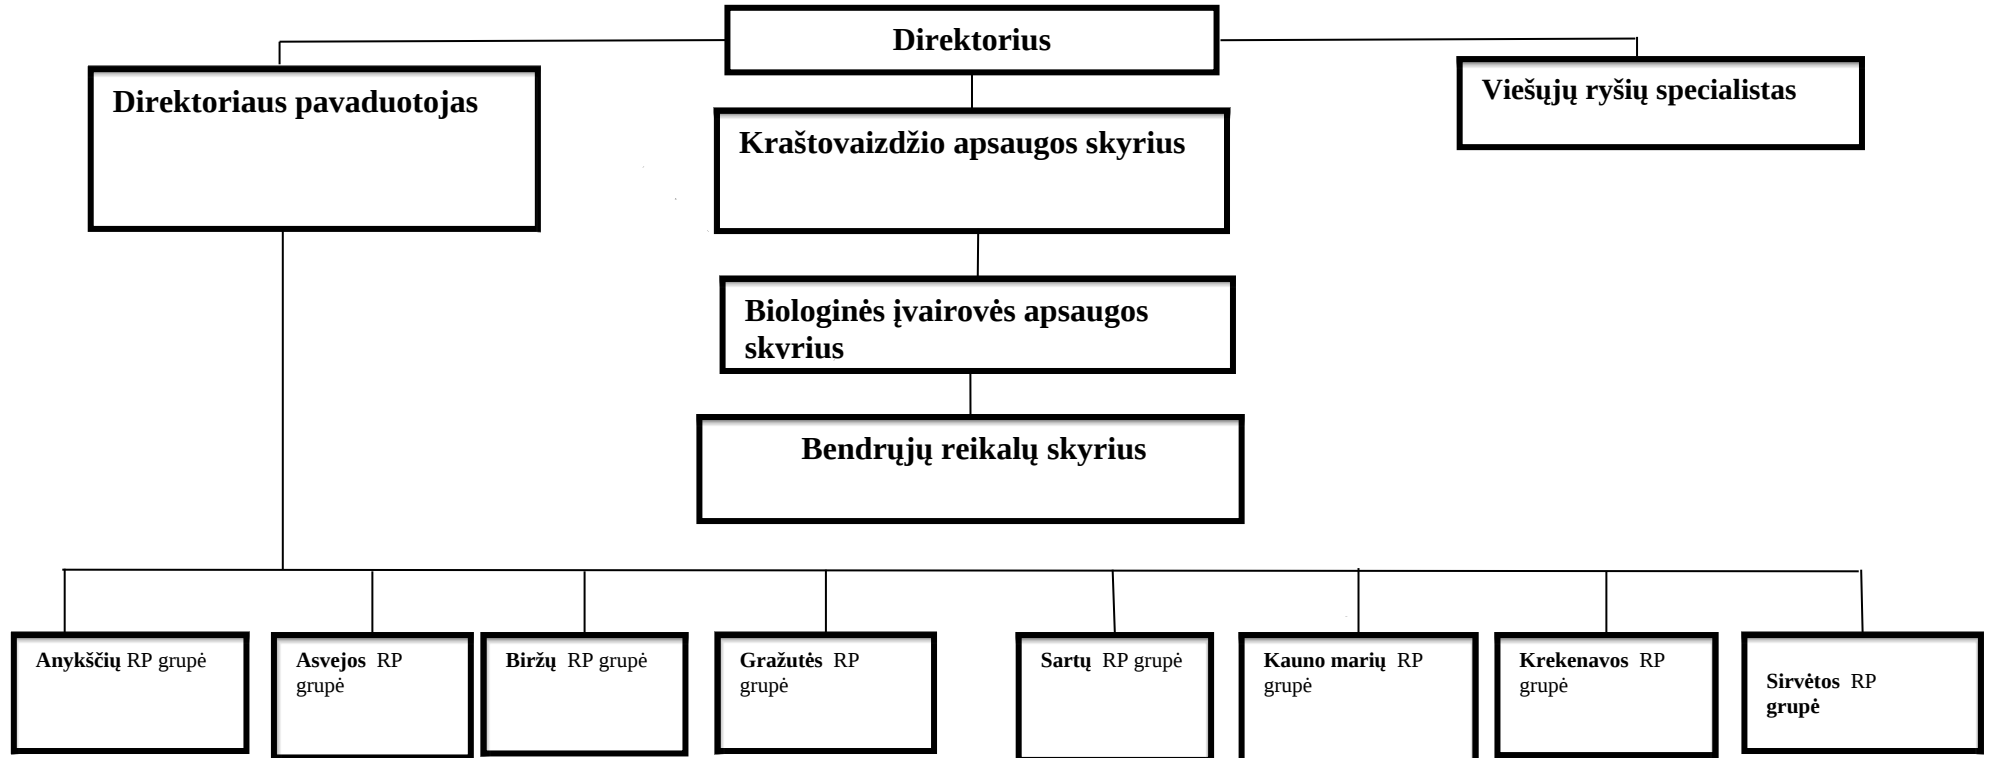 Direktorius
Direktoriaus pavaduotojas
Viešųjų ryšių specialistas
Kraštovaizdžio apsaugos skyrius
Biologinės įvairovės apsaugos
skyrius
Bendrųjų reikalų skyrius
Anykščių RP grupė
Asvejos RP
grupė
Biržų RP grupė
Gražutės RP
grupė
Sartų RP grupė
Kauno marių RP
grupė
Krekenavos RP
grupė
Sirvėtos RP
grupė